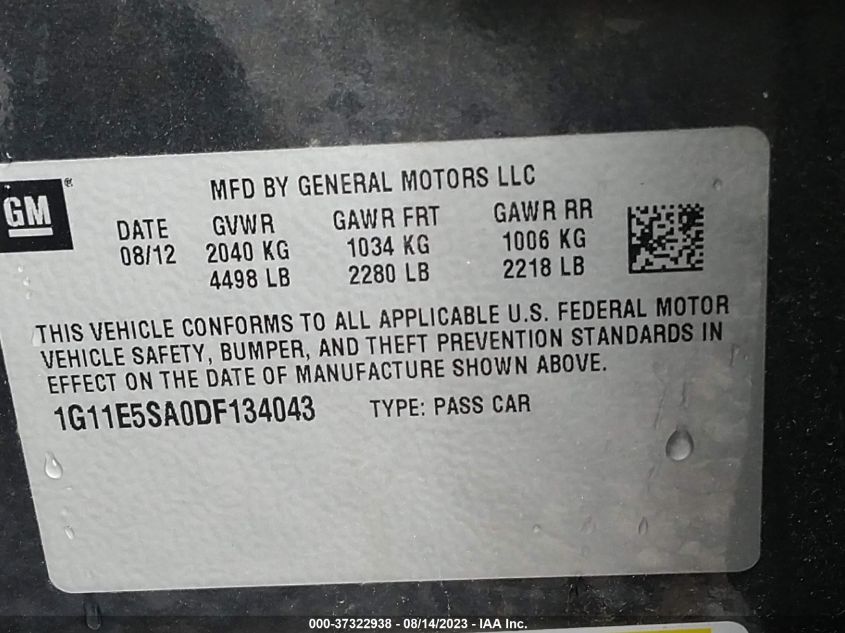 GM®
MFD BY GENERAL MOTORS LLC
DATE GVWR GAWR FRT GAWR RR
08/12 2040 KG 1034 KG 1006 KG
4498 LB 2280 LB 2218 LB
THIS VEHICLE CONFORMS TO ALL APPLICABLE U.S. FEDERAL MOTOR
VEHICLE SAFETY, BUMPER, AND THEFT PREVENTION STANDARDS IN
EFFECT ON THE DATE OF MANUFACTURE SHOWN ABOVE.
1G11E5SA0DF134043 TYPE: PASS CAR
000-37322938 - 08/14/2023 - IAA Inc.